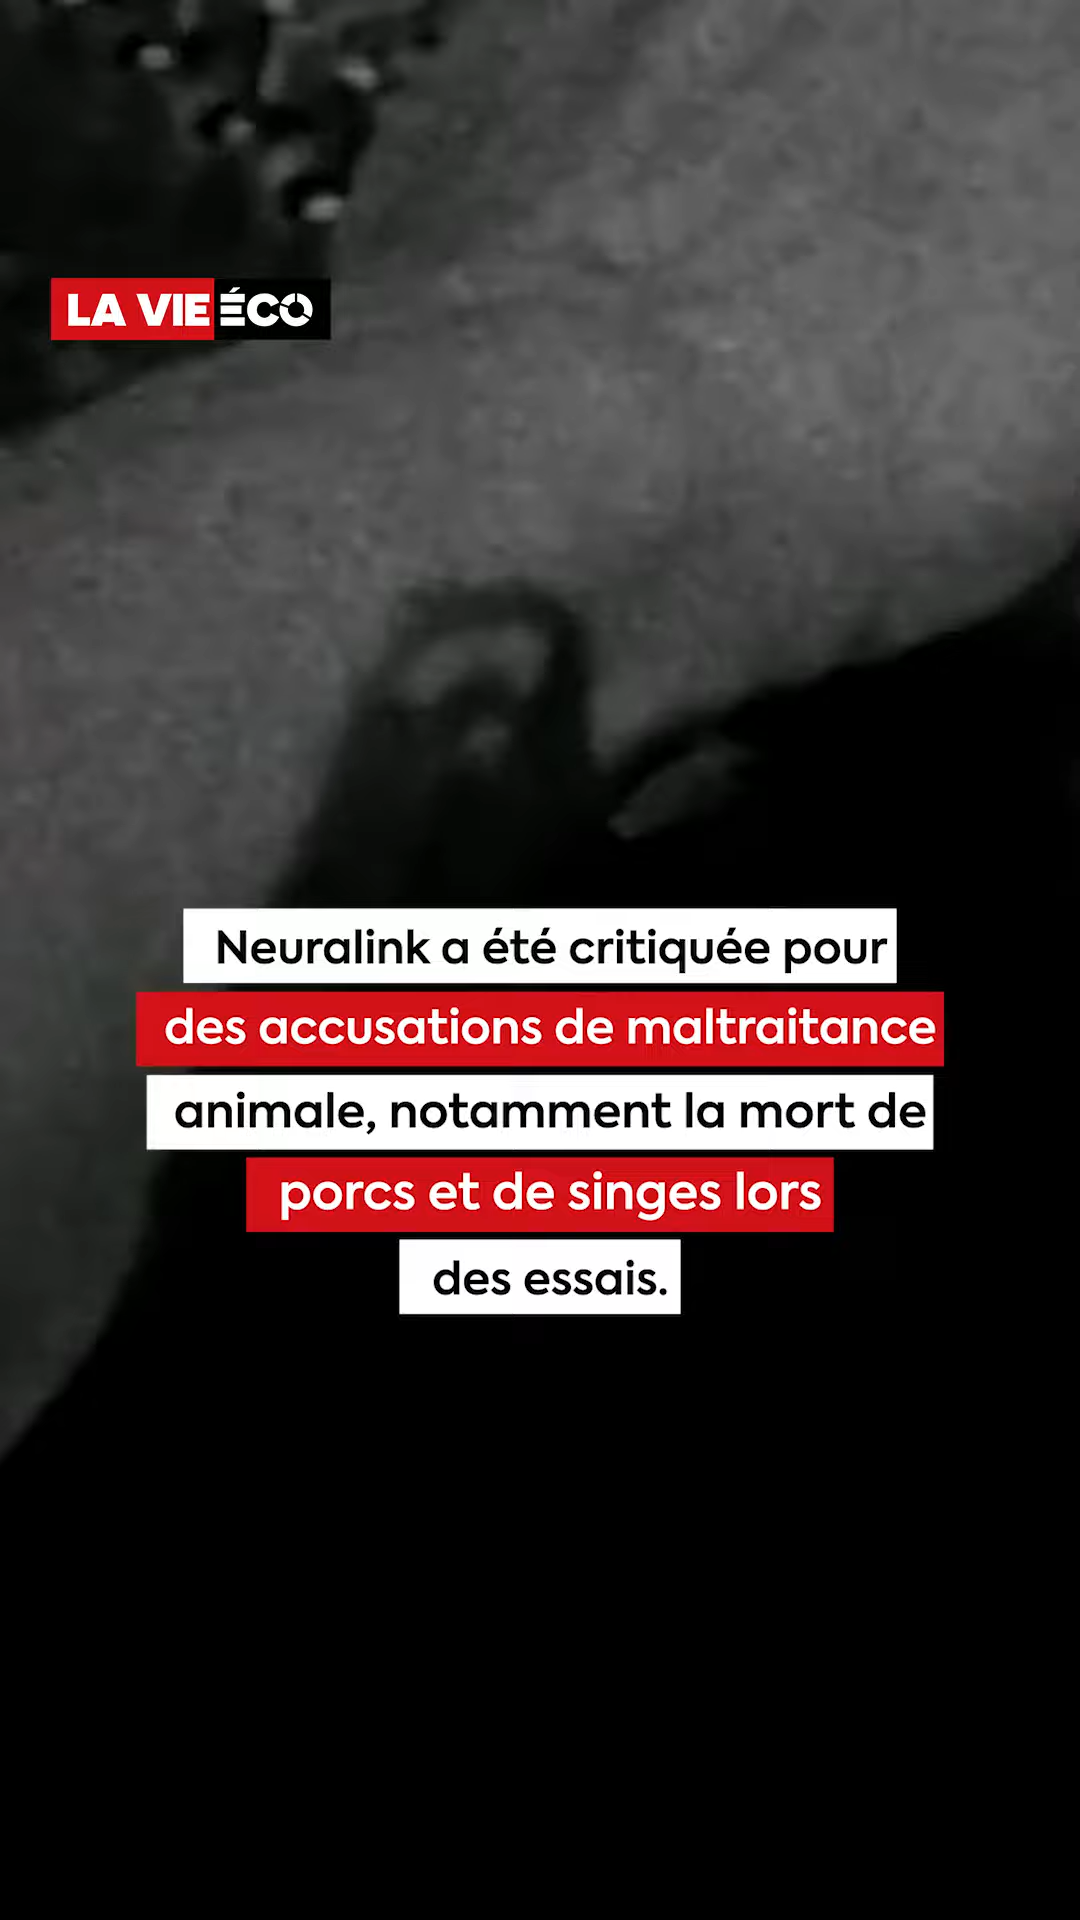 LA VIE ÉCO
Neuralink a été critiquée pour
des accusations de maltraitance
animale, notamment la mort de
porcs et de singes lors
des essais.